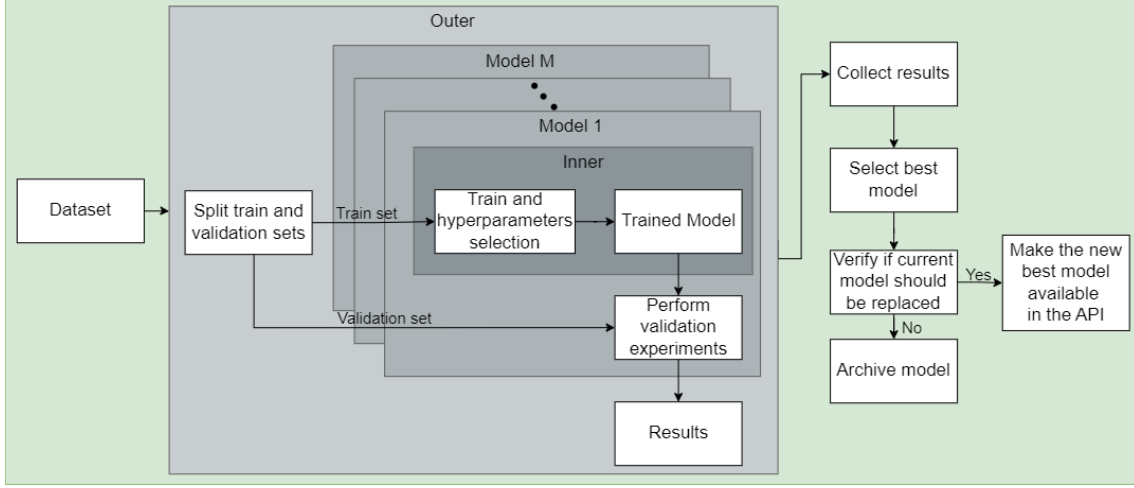 Outer
Model M
Model 1
Inner
Dataset
Split train and
validation sets
Train set
Train and
hyperparameters
selection
Trained Model
Validation set
Perform
validation
experiments
Results
Collect results
Select best
model
Verify if current
model should
be replaced
Yes
Make the new
best model
available
in the API
No
Archive model